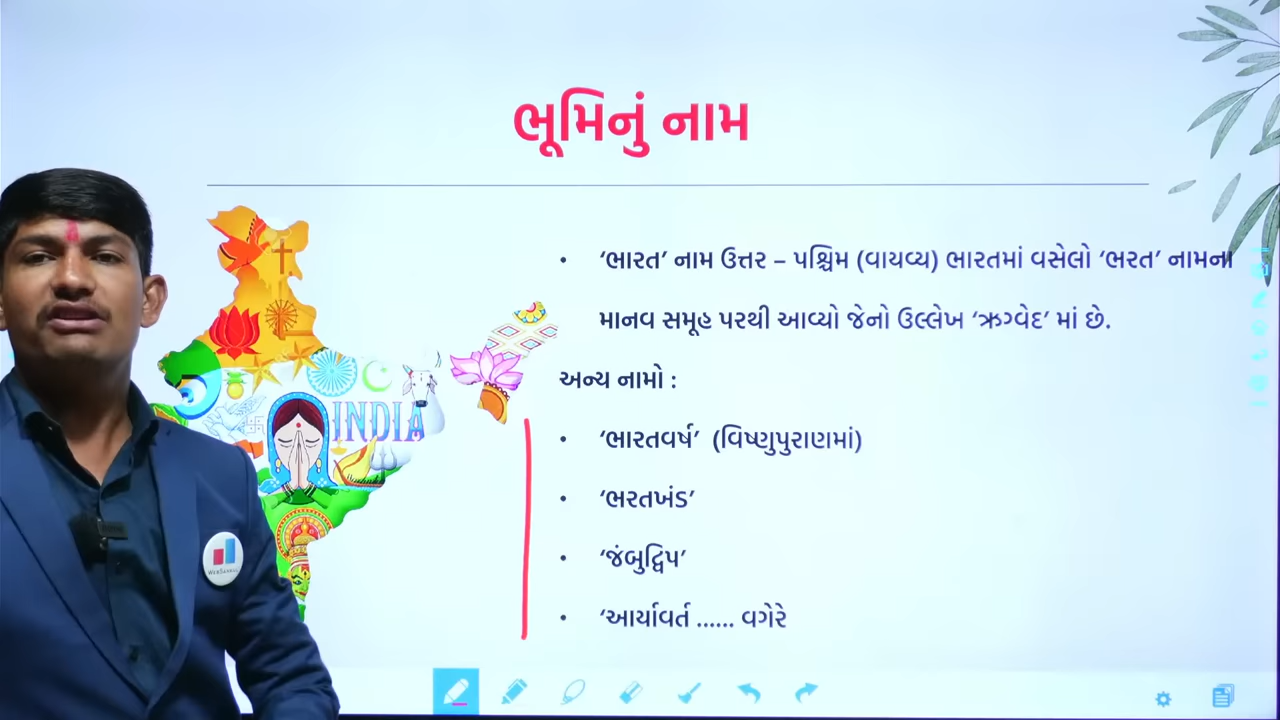 ભૂમિનું નામ
• ‘ભારત’ નામ ઉત્તર – પશ્ચિમ (વાયવ્ય) ભારતમાં વસેલો ‘ભરત’ નામના
માનવ સમૂહ પરથી આવ્યો જેનો ઉલ્લેખ ‘ઋગ્વેદ’ માં છે.
અન્ય નામો :
• ‘ભારતવર્ષ’ (વિષ્ણુપુરાણમાં)
• ‘ભરતખંડ’
• ‘જંબુદ્વિપ’
• ‘આર્યાવર્ત ...... વગેરે
INDIA
WEBSANKUL